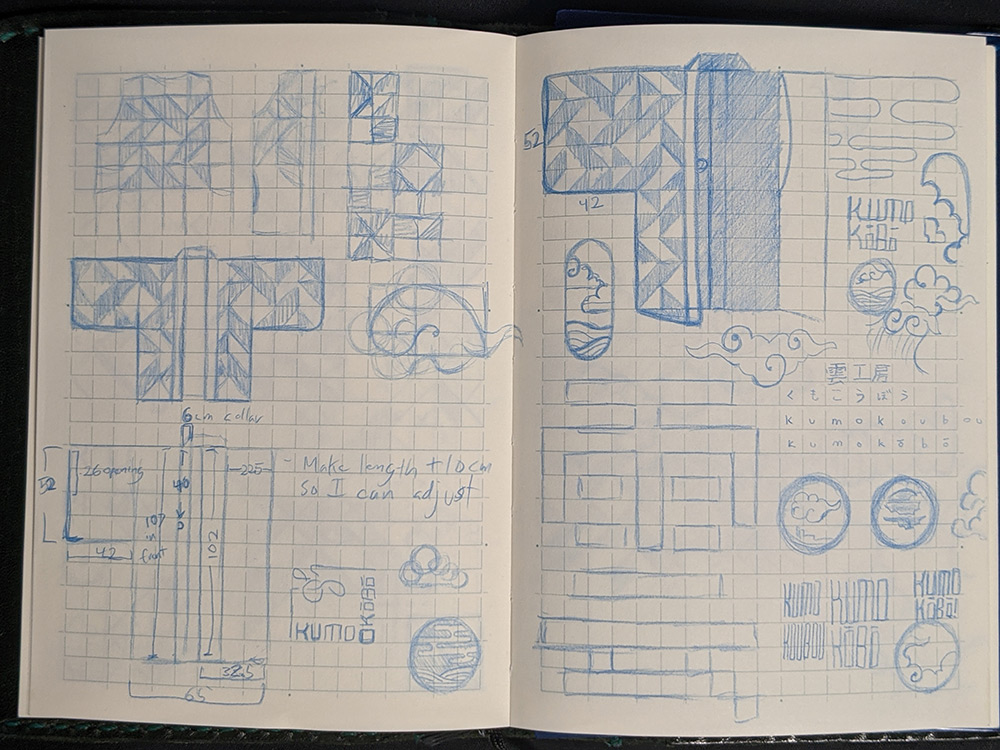 6cm collar
26 opening
52
40
107
in
front
102
42
22.5
32.5
65
- Make length +10cm
so I can adjust
KUMO
KŌBŌ
52
42
KUMO
KŌBŌ
雲工房
くもこうぼう
kumokoubou
kumokōbō
KUMO
KOUBOU
KUMO
KŌBŌ
KUMO
KŌBŌ!